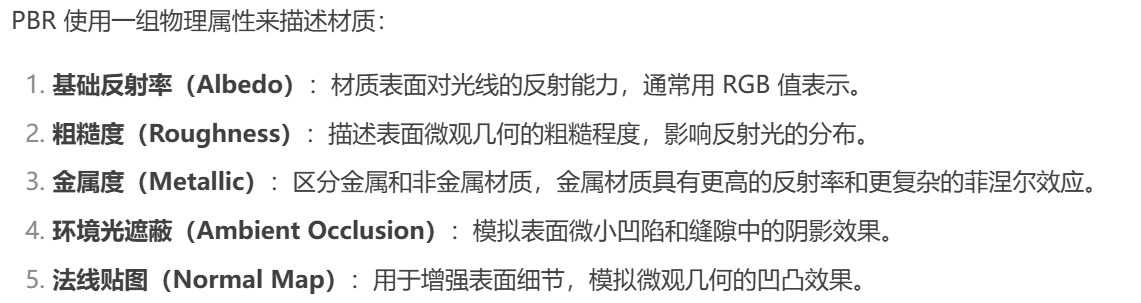 PBR 使用一组物理属性来描述材质：
1. 基础反射率（Albedo）：材质表面对光线的反射能力，通常用 RGB 值表示。
2. 粗糙度（Roughness）：描述表面微观几何的粗糙程度，影响反射光的分布。
3. 金属度（Metallic）：区分金属和非金属材质，金属材质具有更高的反射率和更复杂的菲涅尔效应。
4. 环境光遮蔽（Ambient Occlusion）：模拟表面微小凹陷和缝隙中的阴影效果。
5. 法线贴图（Normal Map）：用于增强表面细节，模拟微观几何的凹凸效果。